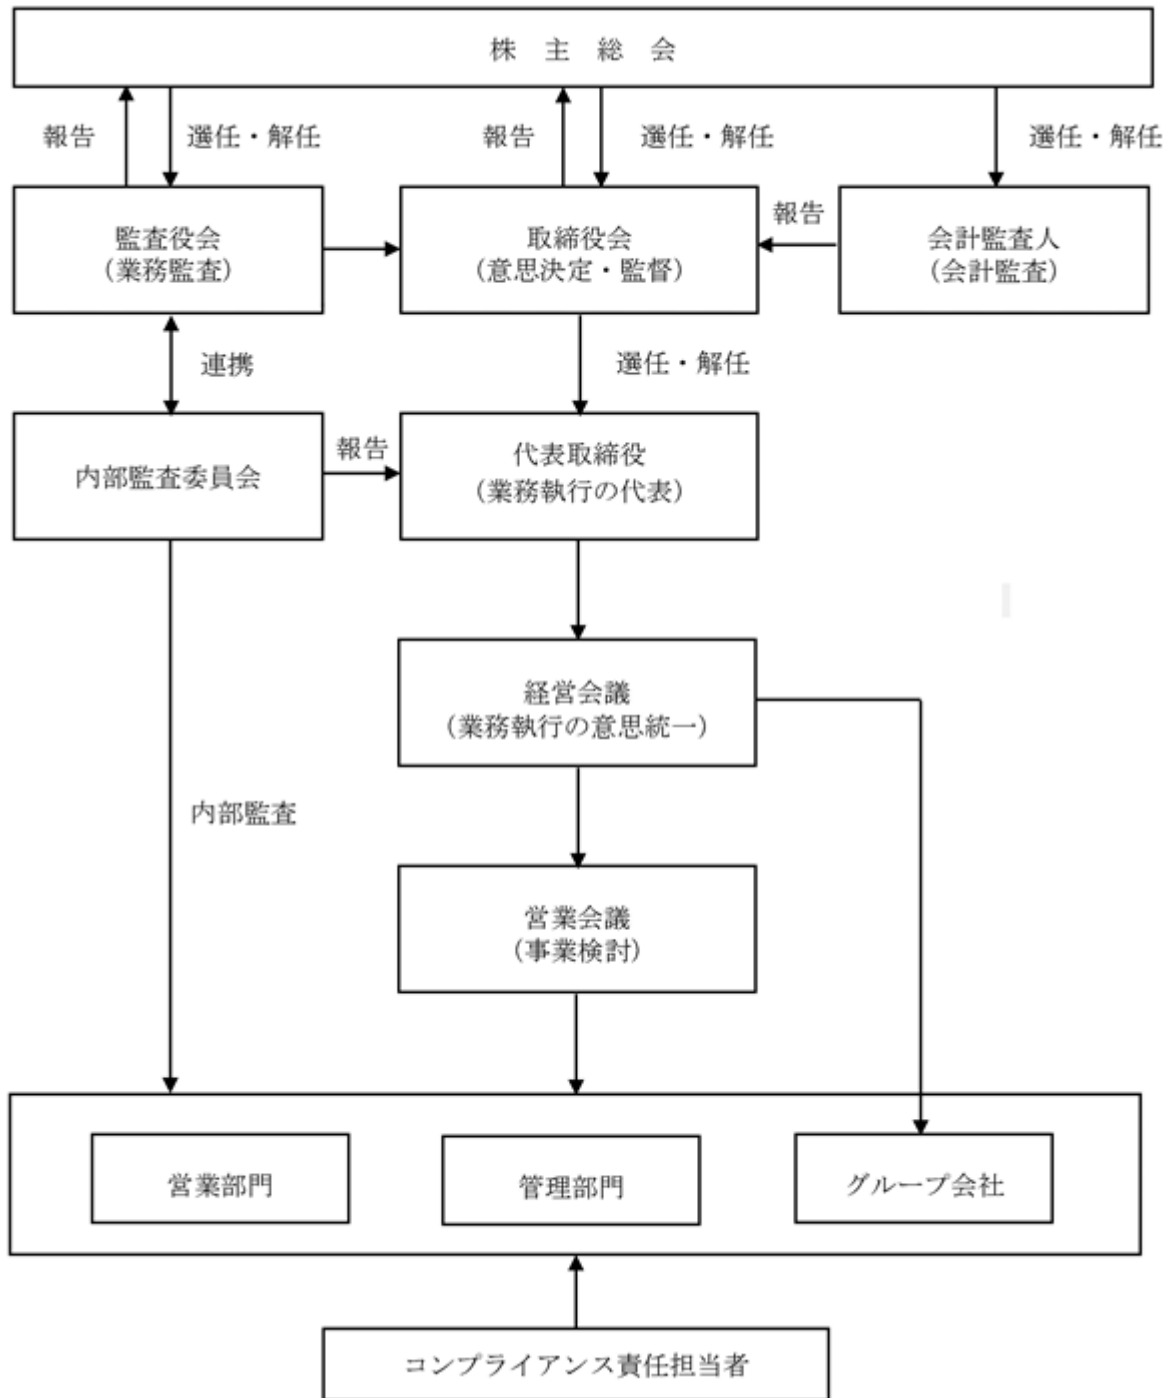 株主総会
報告
選任・解任
報告
選任・解任
選任・解任
監査役会
(業務監査)
取締役会
(意思決定・監督)
報告
会計監査人
(会計監査)
連携
選任・解任
内部監査委員会
報告
代表取締役
(業務執行の代表)
経営会議
(業務執行の意思統一)
内部監査
営業会議
(事業検討)
営業部門
管理部門
グループ会社
コンプライアンス責任担当者